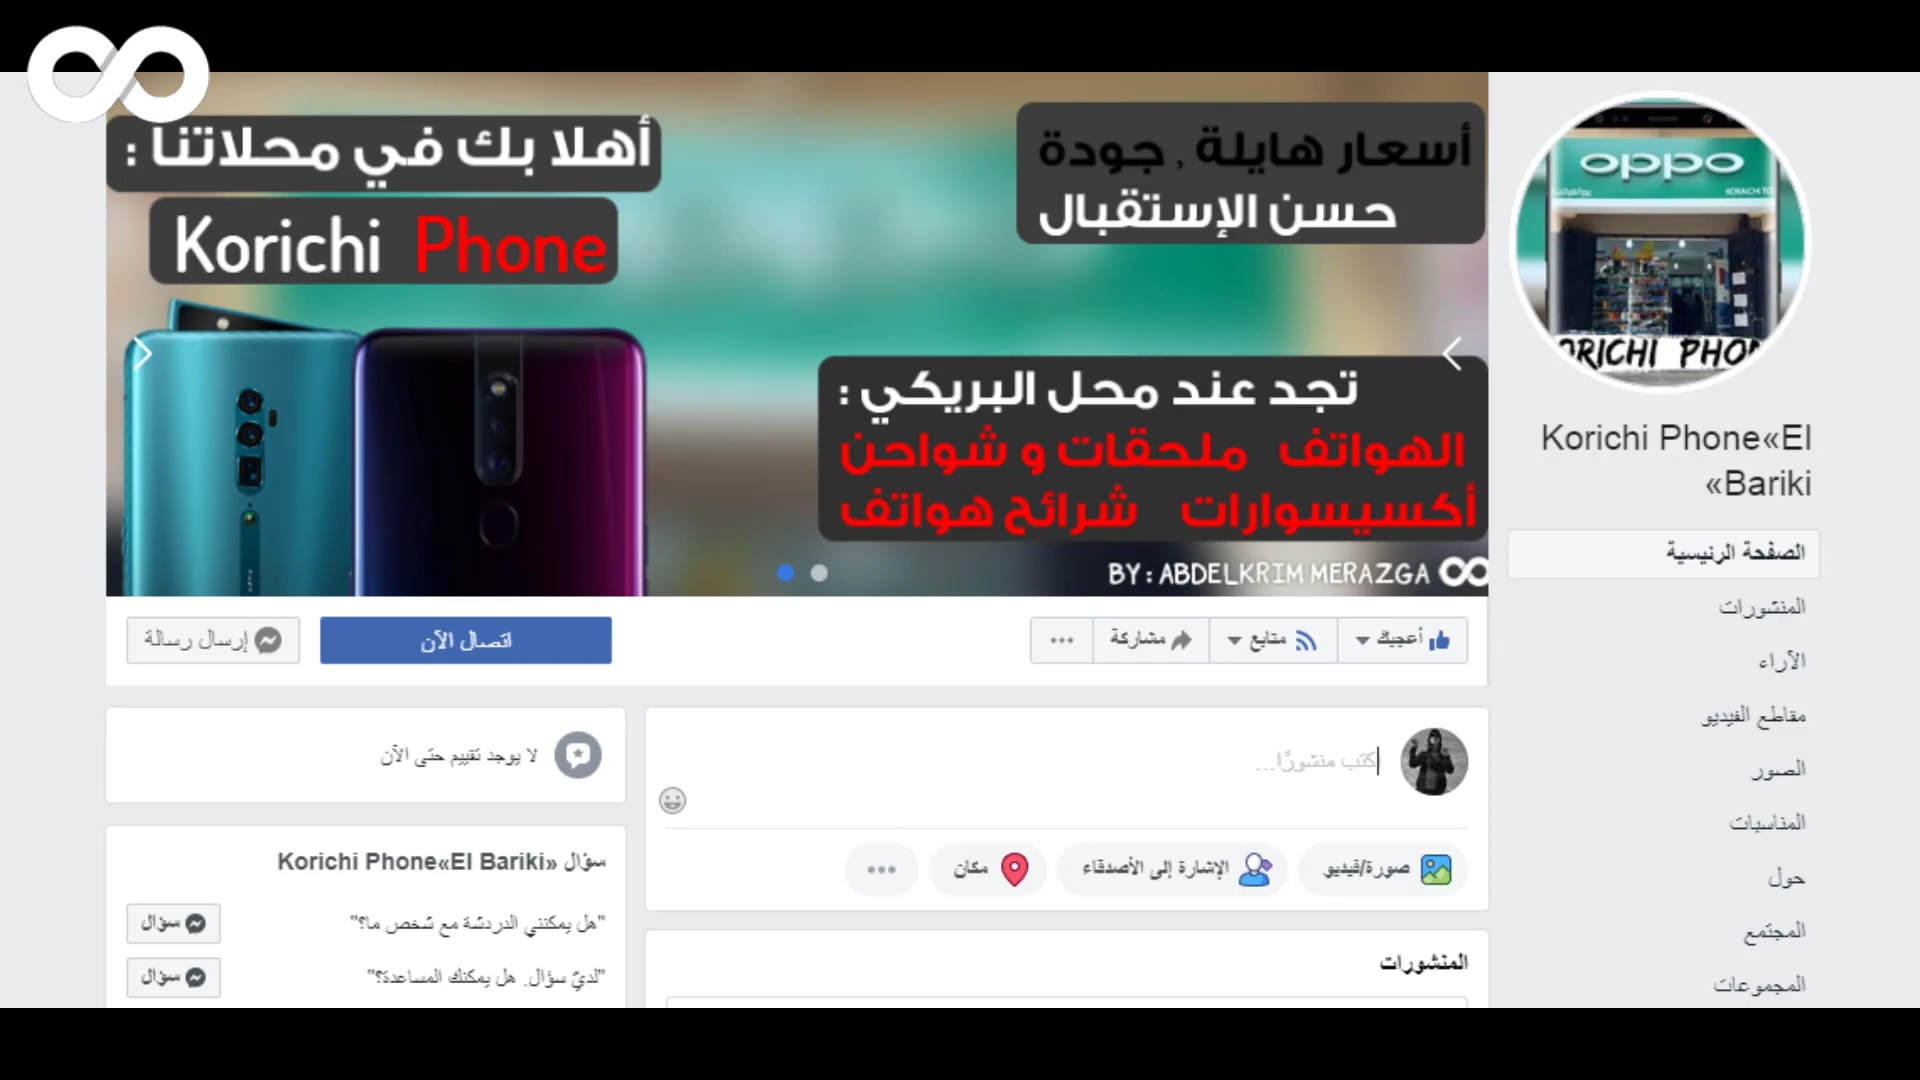 أهلا بك في محلاتنا :
Korichi Phone
أسعار هايلة , جودة
حسن الإستقبال
تجد عند محل البريكي :
الهواتف ملحقات و شواحن
أكسيسوارات شرائح هواتف
BY : ABDELKRIM MERAZGA
oppo
ORICHI PHO
Korichi Phone«El
«Bariki
الصفحة الرئيسية
المنشورات
الآراء
مقاطع الفيديو
الصور
المناسبات
حول
المجتمع
المجموعات
أعجبك
متابع
مشاركة
اتصال الآن
إرسال رسالة
كتب منشورًا...
صورة/فيديو
الإشارة إلى الأصدقاء
مكان
المنشورات
لا يوجد تقييم حتى الآن
سؤال Korichi Phone«El Bariki»
"هل يمكنني الدردشة مع شخص ما؟"
سؤال
"لديّ سؤال. هل يمكنك المساعدة؟"
سؤال